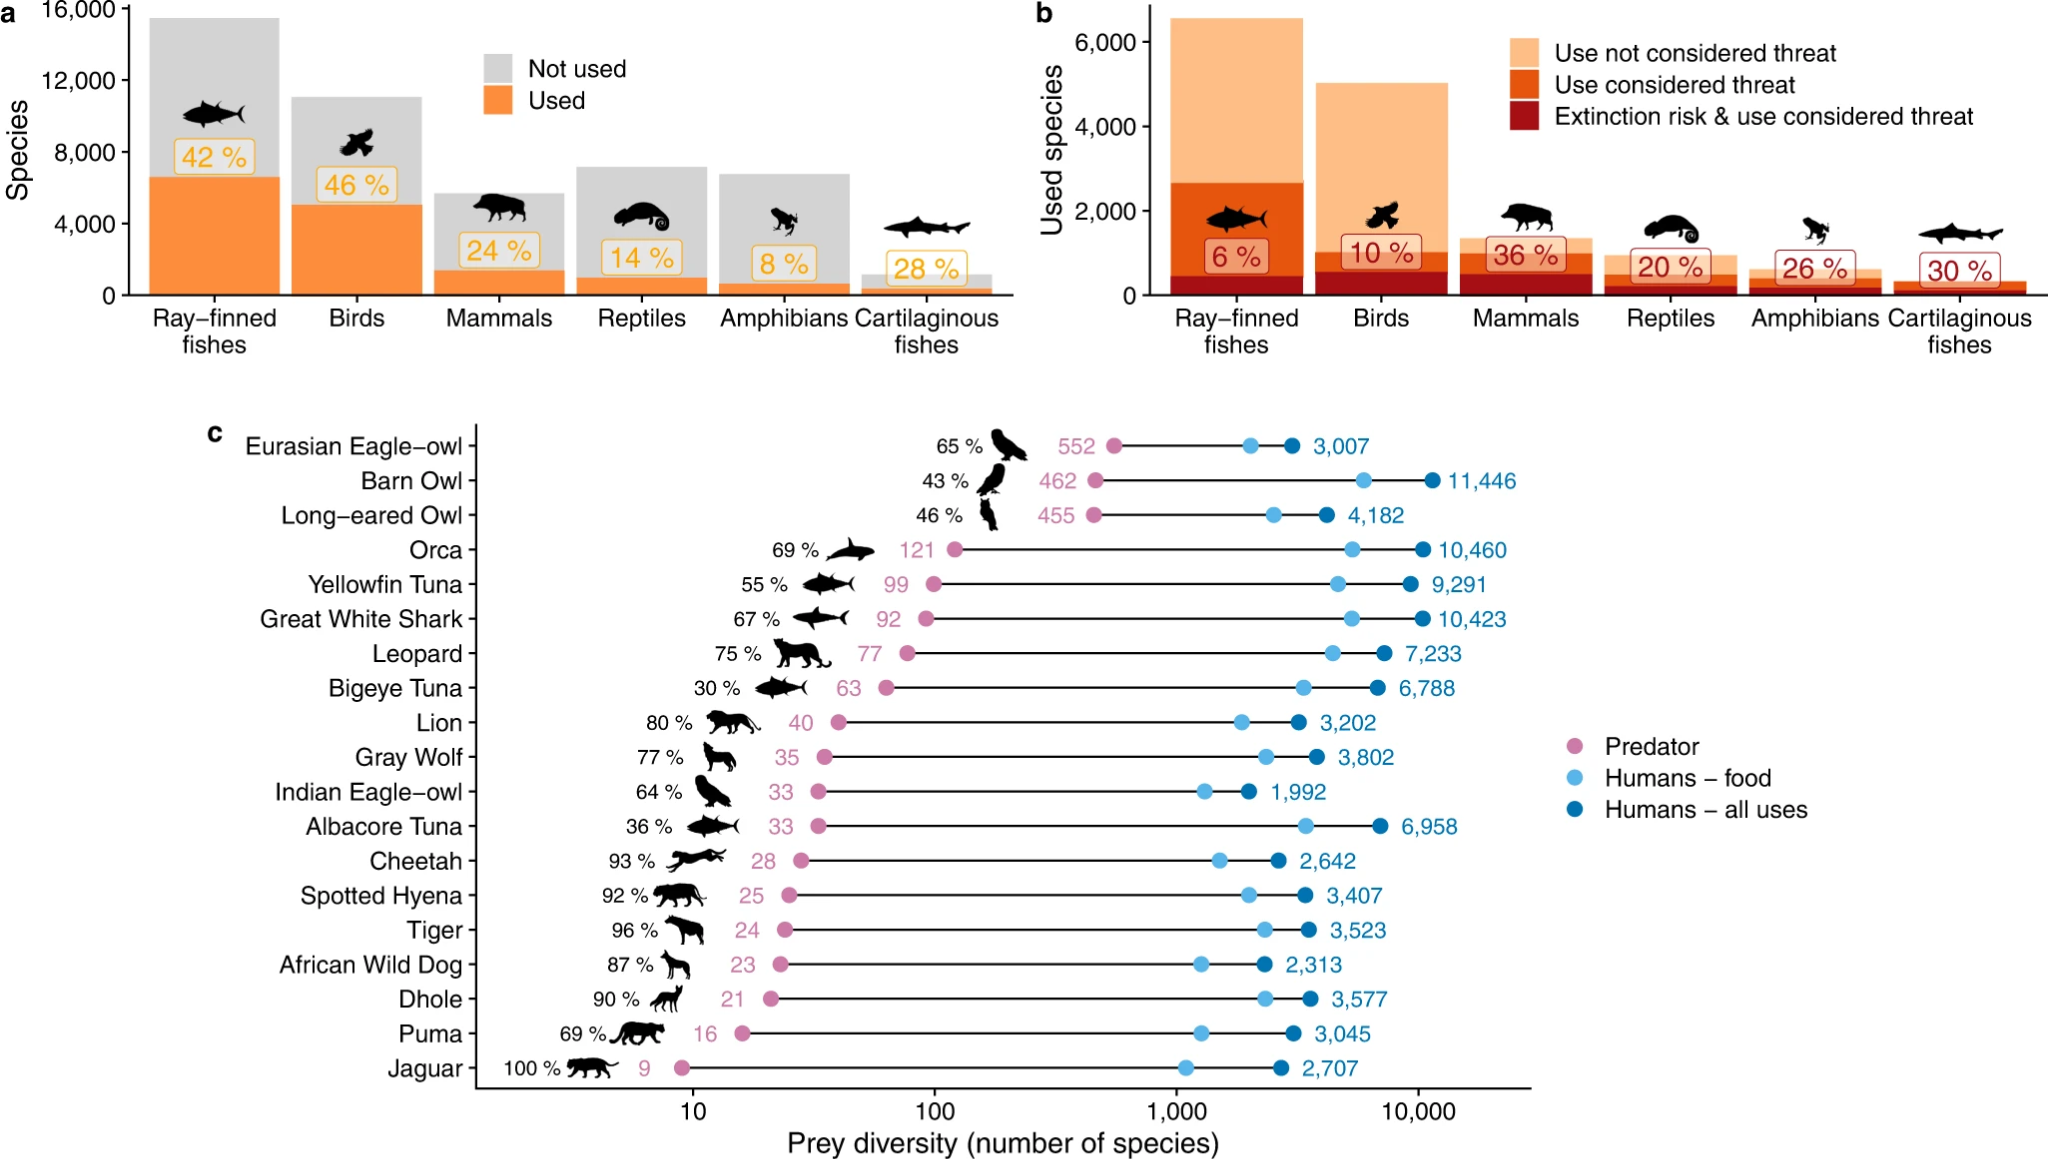 a
Species
16,000
12,000
8,000
4,000
0
Not used
Used
42 %
46 %
24 %
14 %
8 %
28 %
Ray−finned
fishes
Birds
Mammals
Reptiles
Amphibians
Cartilaginous
fishes
b
Used species
6,000
4,000
2,000
0
Use not considered threat
Use considered threat
Extinction risk & use considered threat
6 %
10 %
36 %
20 %
26 %
30 %
Ray−finned
fishes
Birds
Mammals
Reptiles
Amphibians
Cartilaginous
fishes
c
Eurasian Eagle−owl 65 % 552 3,007
Barn Owl 43 % 462 11,446
Long−eared Owl 46 % 455 4,182
Orca 69 % 121 10,460
Yellowfin Tuna 55 % 99 9,291
Great White Shark 67 % 92 10,423
Leopard 75 % 77 7,233
Bigeye Tuna 30 % 63 6,788
Lion 80 % 40 3,202
Gray Wolf 77 % 35 3,802
Indian Eagle−owl 64 % 33 1,992
Albacore Tuna 36 % 33 6,958
Cheetah 93 % 28 2,642
Spotted Hyena 92 % 25 3,407
Tiger 96 % 24 3,523
African Wild Dog 87 % 23 2,313
Dhole 90 % 21 3,577
Puma 69 % 16 3,045
Jaguar 100 % 9 2,707
Predator
Humans − food
Humans − all uses
10 100 1,000 10,000
Prey diversity (number of species)